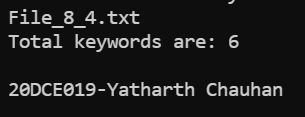 File_8_4.txt
Total keywords are: 6
20DCE019-Yatharth Chauhan